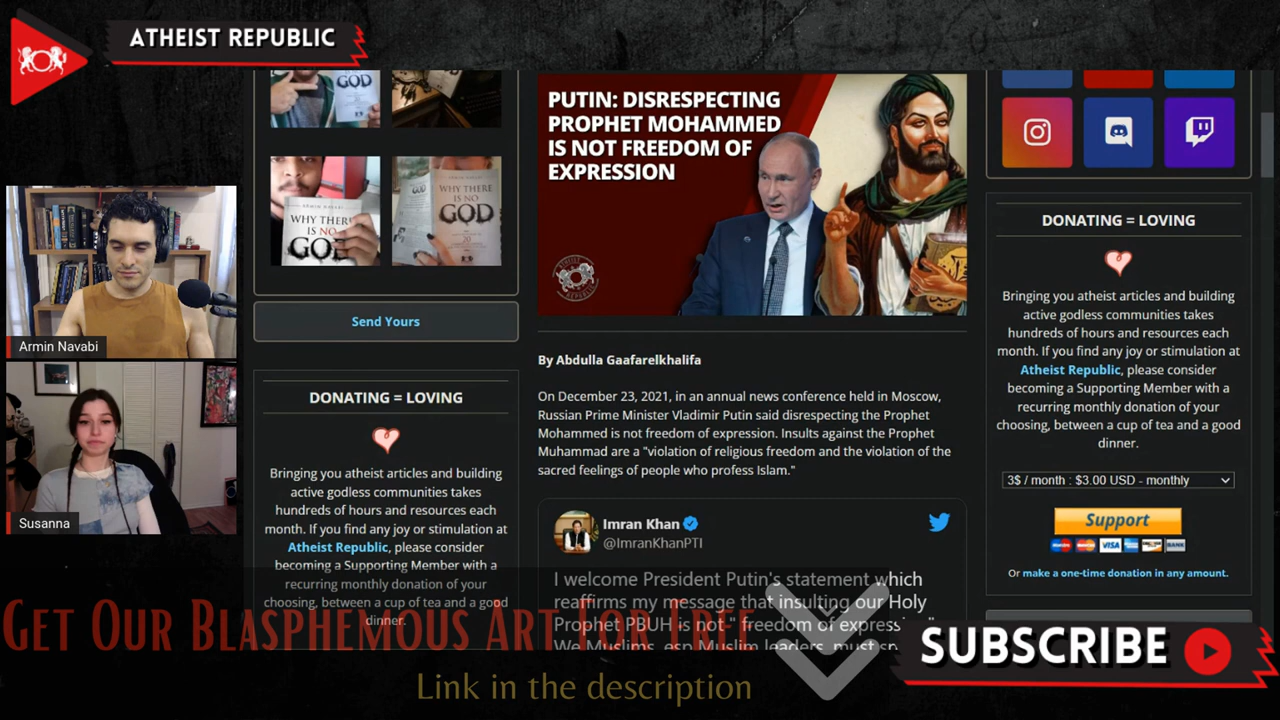 ATHEIST REPUBLIC
GOD
WHY THERE
IS NO
GOD
WHY THERE
IS NO
GOD
20
Send Yours
DONATING = LOVING
Bringing you atheist articles and building
active godless communities takes
hundreds of hours and resources each
month. If you find any joy or stimulation at
Atheist Republic, please consider
becoming a Supporting Member with a
recurring monthly donation of your
choosing, between a cup of tea and a good
dinner.
PUTIN: DISRESPECTING
PROPHET MOHAMMED
IS NOT FREEDOM OF
EXPRESSION
ATHEIST
REPUBLIC
By Abdulla Gaafarelkhalifa
On December 23, 2021, in an annual news conference held in Moscow,
Russian Prime Minister Vladimir Putin said disrespecting the Prophet
Mohammed is not freedom of expression. Insults against the Prophet
Muhammad are a "violation of religious freedom and the violation of the
sacred feelings of people who profess Islam."
Imran Khan
@ImranKhanPTI
I welcome President Putin's statement which
reaffirms my message that insulting our Holy
Prophet PBUH is not " freedom of expression".
We Muslims, esp Muslim leaders, must
DONATING = LOVING
Bringing you atheist articles and building
active godless communities takes
hundreds of hours and resources each
month. If you find any joy or stimulation at
Atheist Republic, please consider
becoming a Supporting Member with a
recurring monthly donation of your
choosing, between a cup of tea and a good
dinner.
3$ / month : $3.00 USD - monthly
Support
VISA
BANK
Or make a one-time donation in any amount.
Armin Navabi
Susanna
Get Our Blasphemous Art For Free
Link in the description
SUBSCRIBE